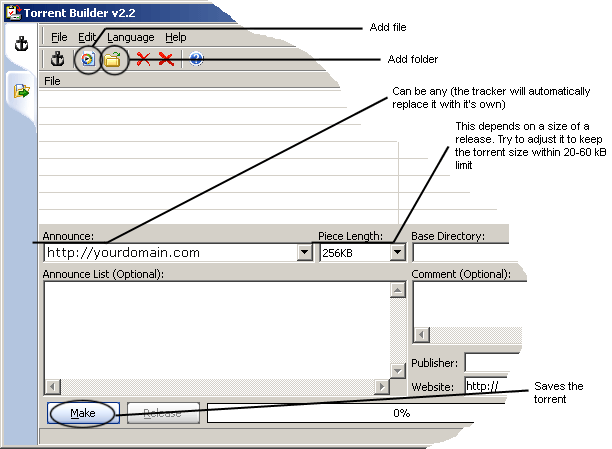 Torrent Builder v2.2
File Edit Language Help
Add file
Add folder
File
Can be any (the tracker will automatically
replace it with it's own)
This depends on a size of a
release. Try to adjust it to keep
the torrent size within 20-60 kB
limit
Announce: Piece Length: Base Directory:
http://yourdomain.com 256KB
Announce List (Optional): Comment (Optional):
Publisher:
Website: http://
Saves the
torrent
Make Release 0%